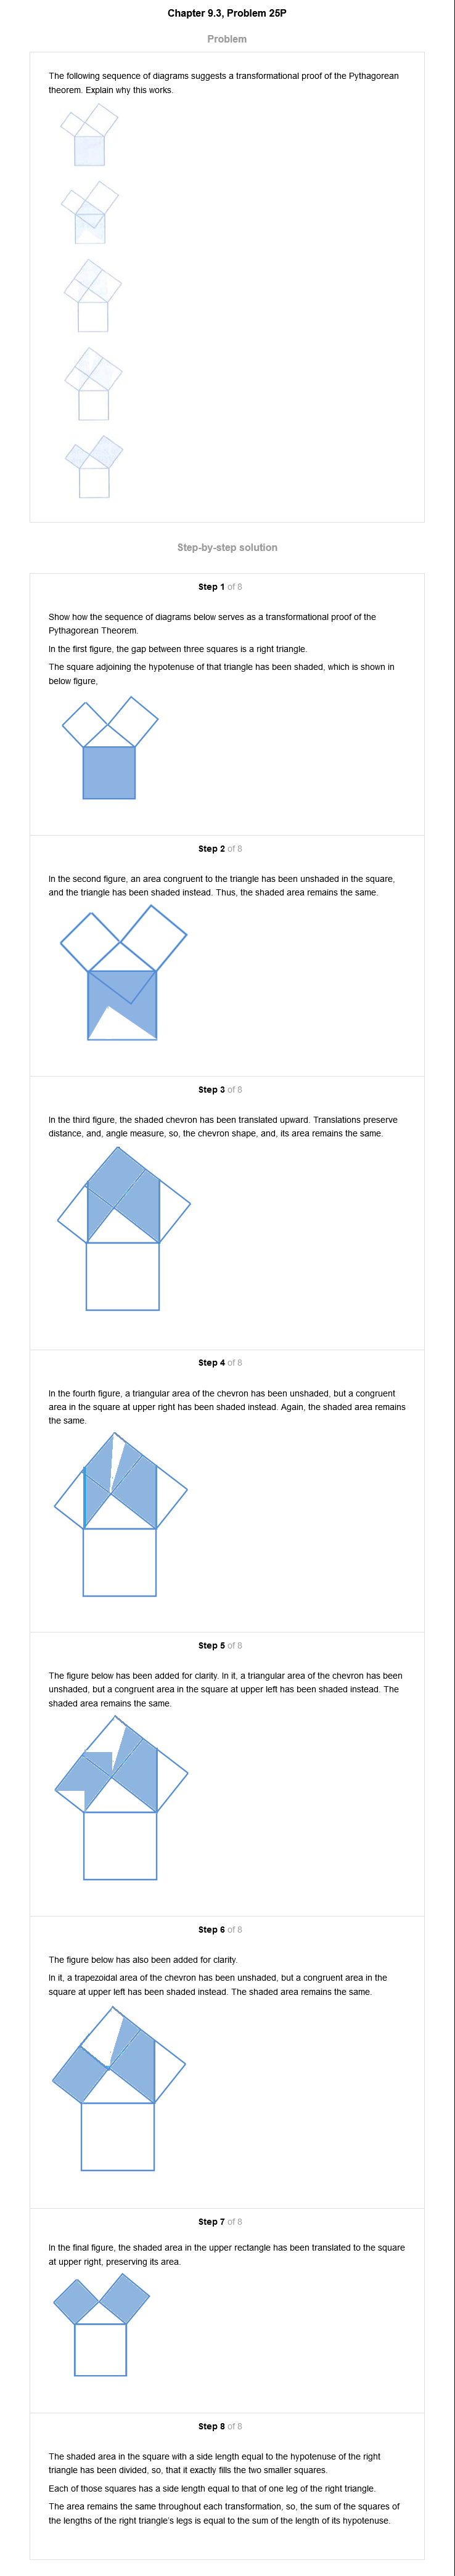 Chapter 9.3, Problem 25P
Problem
The following sequence of diagrams suggests a transformational proof of the Pythagorean
theorem. Explain why this works.
Step-by-step solution
Step 1 of 8
Show how the sequence of diagrams below serves as a transformational proof of the
Pythagorean Theorem.
In the first figure, the gap between three squares is a right triangle.
The square adjoining the hypotenuse of that triangle has been shaded, which is shown in
below figure,
Step 2 of 8
In the second figure, an area congruent to the triangle has been unshaded in the square,
and the triangle has been shaded instead. Thus, the shaded area remains the same.
Step 3 of 8
In the third figure, the shaded chevron has been translated upward. Translations preserve
distance, and, angle measure, so, the chevron shape, and, its area remains the same.
Step 4 of 8
In the fourth figure, a triangular area of the chevron has been unshaded, but a congruent
area in the square at upper right has been shaded instead. Again, the shaded area remains
the same.
Step 5 of 8
The figure below has been added for clarity. In it, a triangular area of the chevron has been
unshaded, but a congruent area in the square at upper left has been shaded instead. The
shaded area remains the same.
Step 6 of 8
The figure below has also been added for clarity.
In it, a trapezoidal area of the chevron has been unshaded, but a congruent area in the
square at upper left has been shaded instead. The shaded area remains the same.
Step 7 of 8
In the final figure, the shaded area in the upper rectangle has been translated to the square
at upper right, preserving its area.
Step 8 of 8
The shaded area in the square with a side length equal to the hypotenuse of the right
triangle has been divided, so, that it exactly fills the two smaller squares.
Each of those squares has a side length equal to that of one leg of the right triangle.
The area remains the same throughout each transformation, so, the sum of the squares of
the lengths of the right triangle's legs is equal to the sum of the length of its hypotenuse.